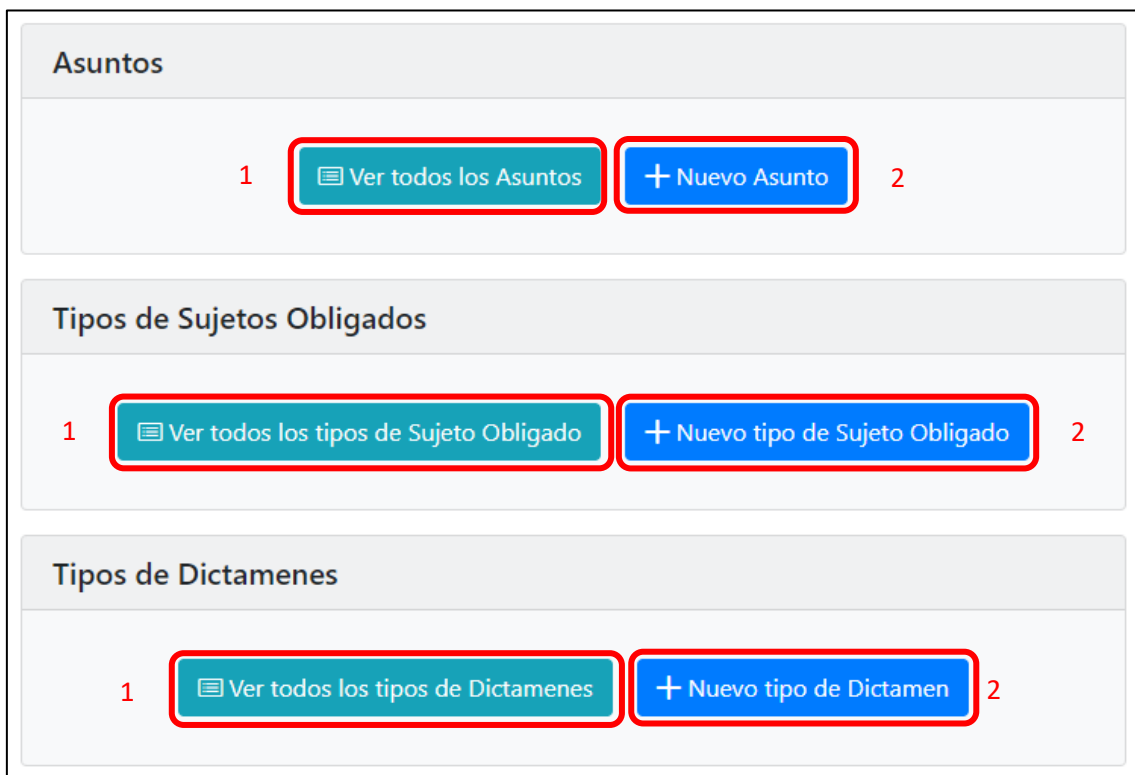 Asuntos
1 Ver todos los Asuntos Nuevo Asunto 2
Tipos de Sujetos Obligados
1 Ver todos los tipos de Sujeto Obligado Nuevo tipo de Sujeto Obligado 2
Tipos de Dictamenes
1 Ver todos los tipos de Dictamenes Nuevo tipo de Dictamen 2